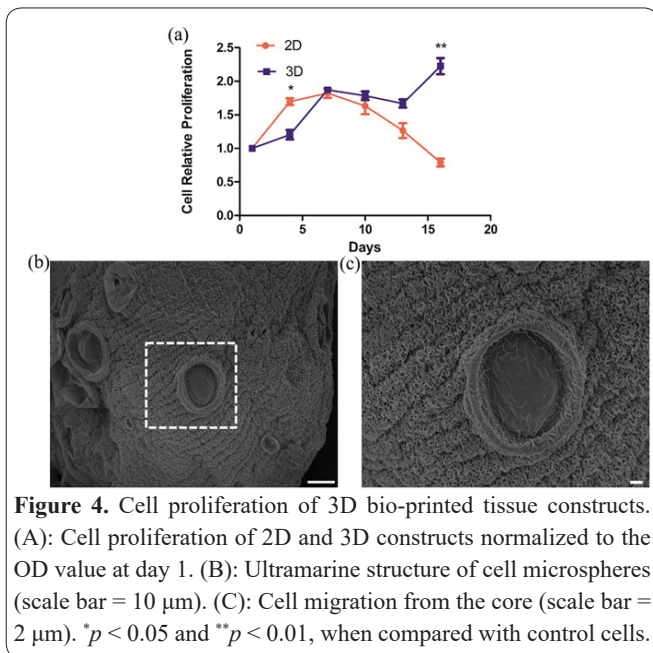 (a)
2D
3D
*
**
Cell Relative Proliferation
2.5
2.0
1.5
1.0
0.5
0.0
0 5 10 15 20
Days
(b) (c)
Figure 4. Cell proliferation of 3D bio-printed tissue constructs.
(A): Cell proliferation of 2D and 3D constructs normalized to the
OD value at day 1. (B): Ultramarine structure of cell microspheres
(scale bar = 10 μm). (C): Cell migration from the core (scale bar =
2 μm). *p < 0.05 and **p < 0.01, when compared with control cells.